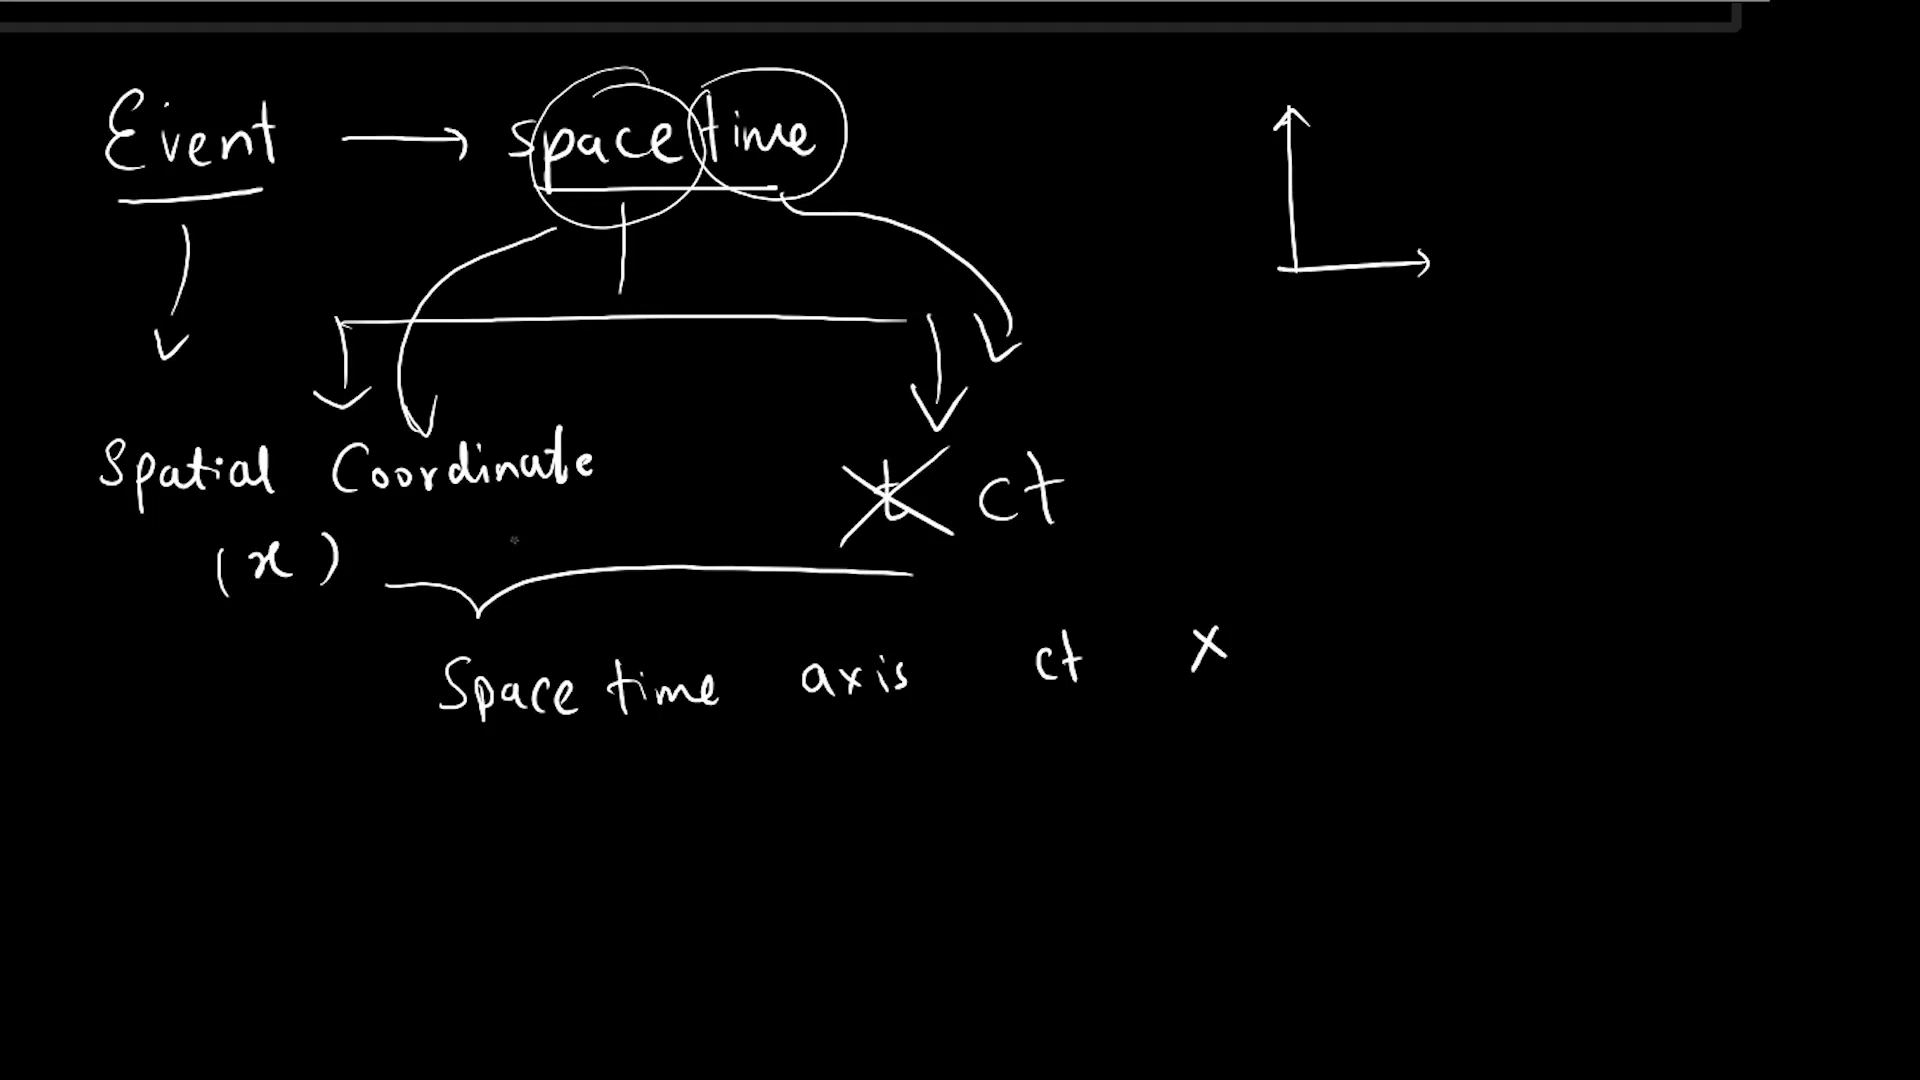 Event → spacetime
Spatial Coordinate
t ct
(x)
Space time axis ct x